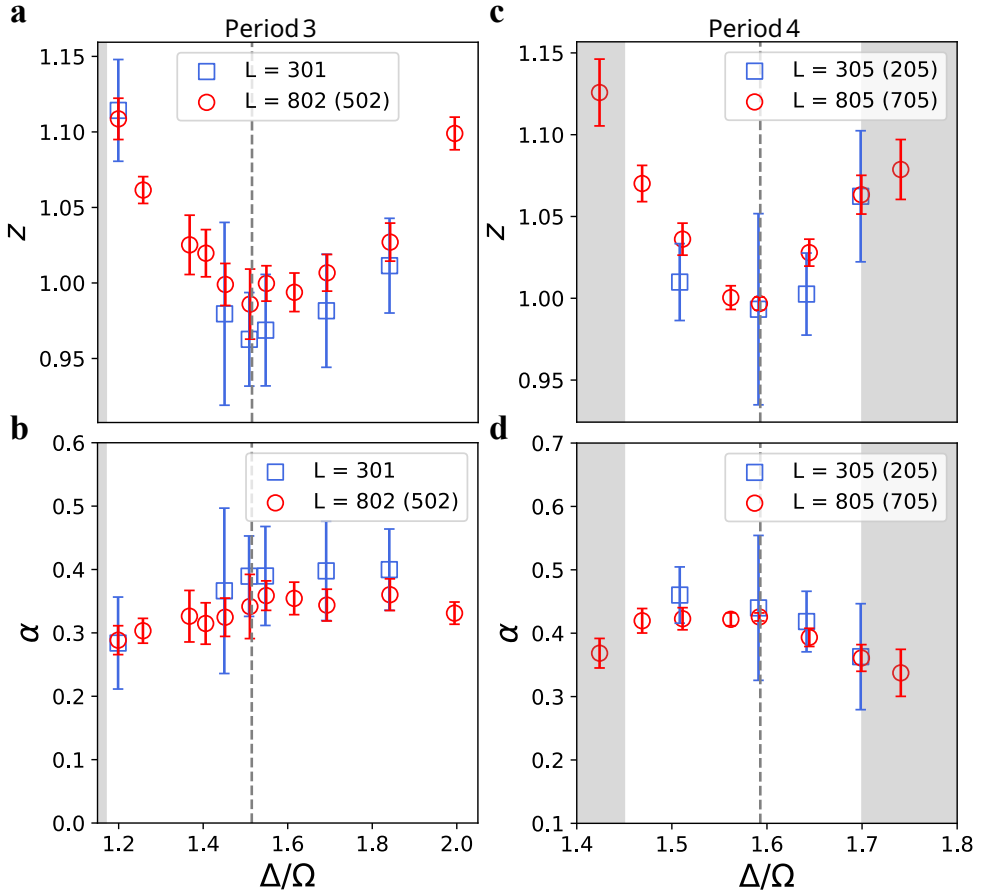 a
Period 3
1.15
1.10
1.05
1.00
0.95
z
L = 301
L = 802 (502)
b
0.6
0.5
0.4
0.3
0.2
0.1
0.0
α
L = 301
L = 802 (502)
1.2
1.4
1.6
1.8
2.0
Δ/Ω
c
Period 4
1.15
1.10
1.05
1.00
0.95
z
L = 305 (205)
L = 805 (705)
d
0.7
0.6
0.5
0.4
0.3
0.2
0.1
α
L = 305 (205)
L = 805 (705)
1.4
1.5
1.6
1.7
1.8
Δ/Ω